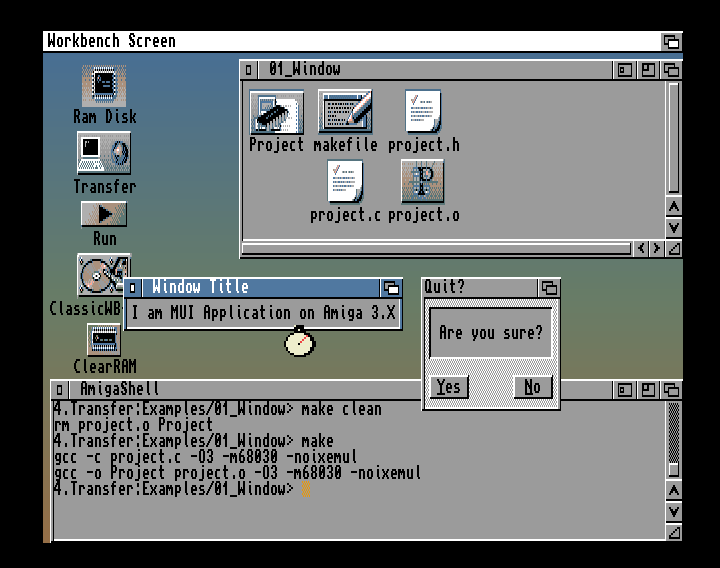 Workbench Screen
Ram Disk
Transfer
Run
ClassicWB
ClearRAM
01_Window
Project makefile project.h
project.c project.o
Window Title
I am MUI Application on Amiga 3.X
Quit?
Are you sure?
Yes No
AmigaShell
4.Transfer:Examples/01_Window> make clean
rm project.o Project
4.Transfer:Examples/01_Window> make
gcc -c project.c -O3 -m68030 -noixemul
gcc -o Project project.o -O3 -m68030 -noixemul
4.Transfer:Examples/01_Window>